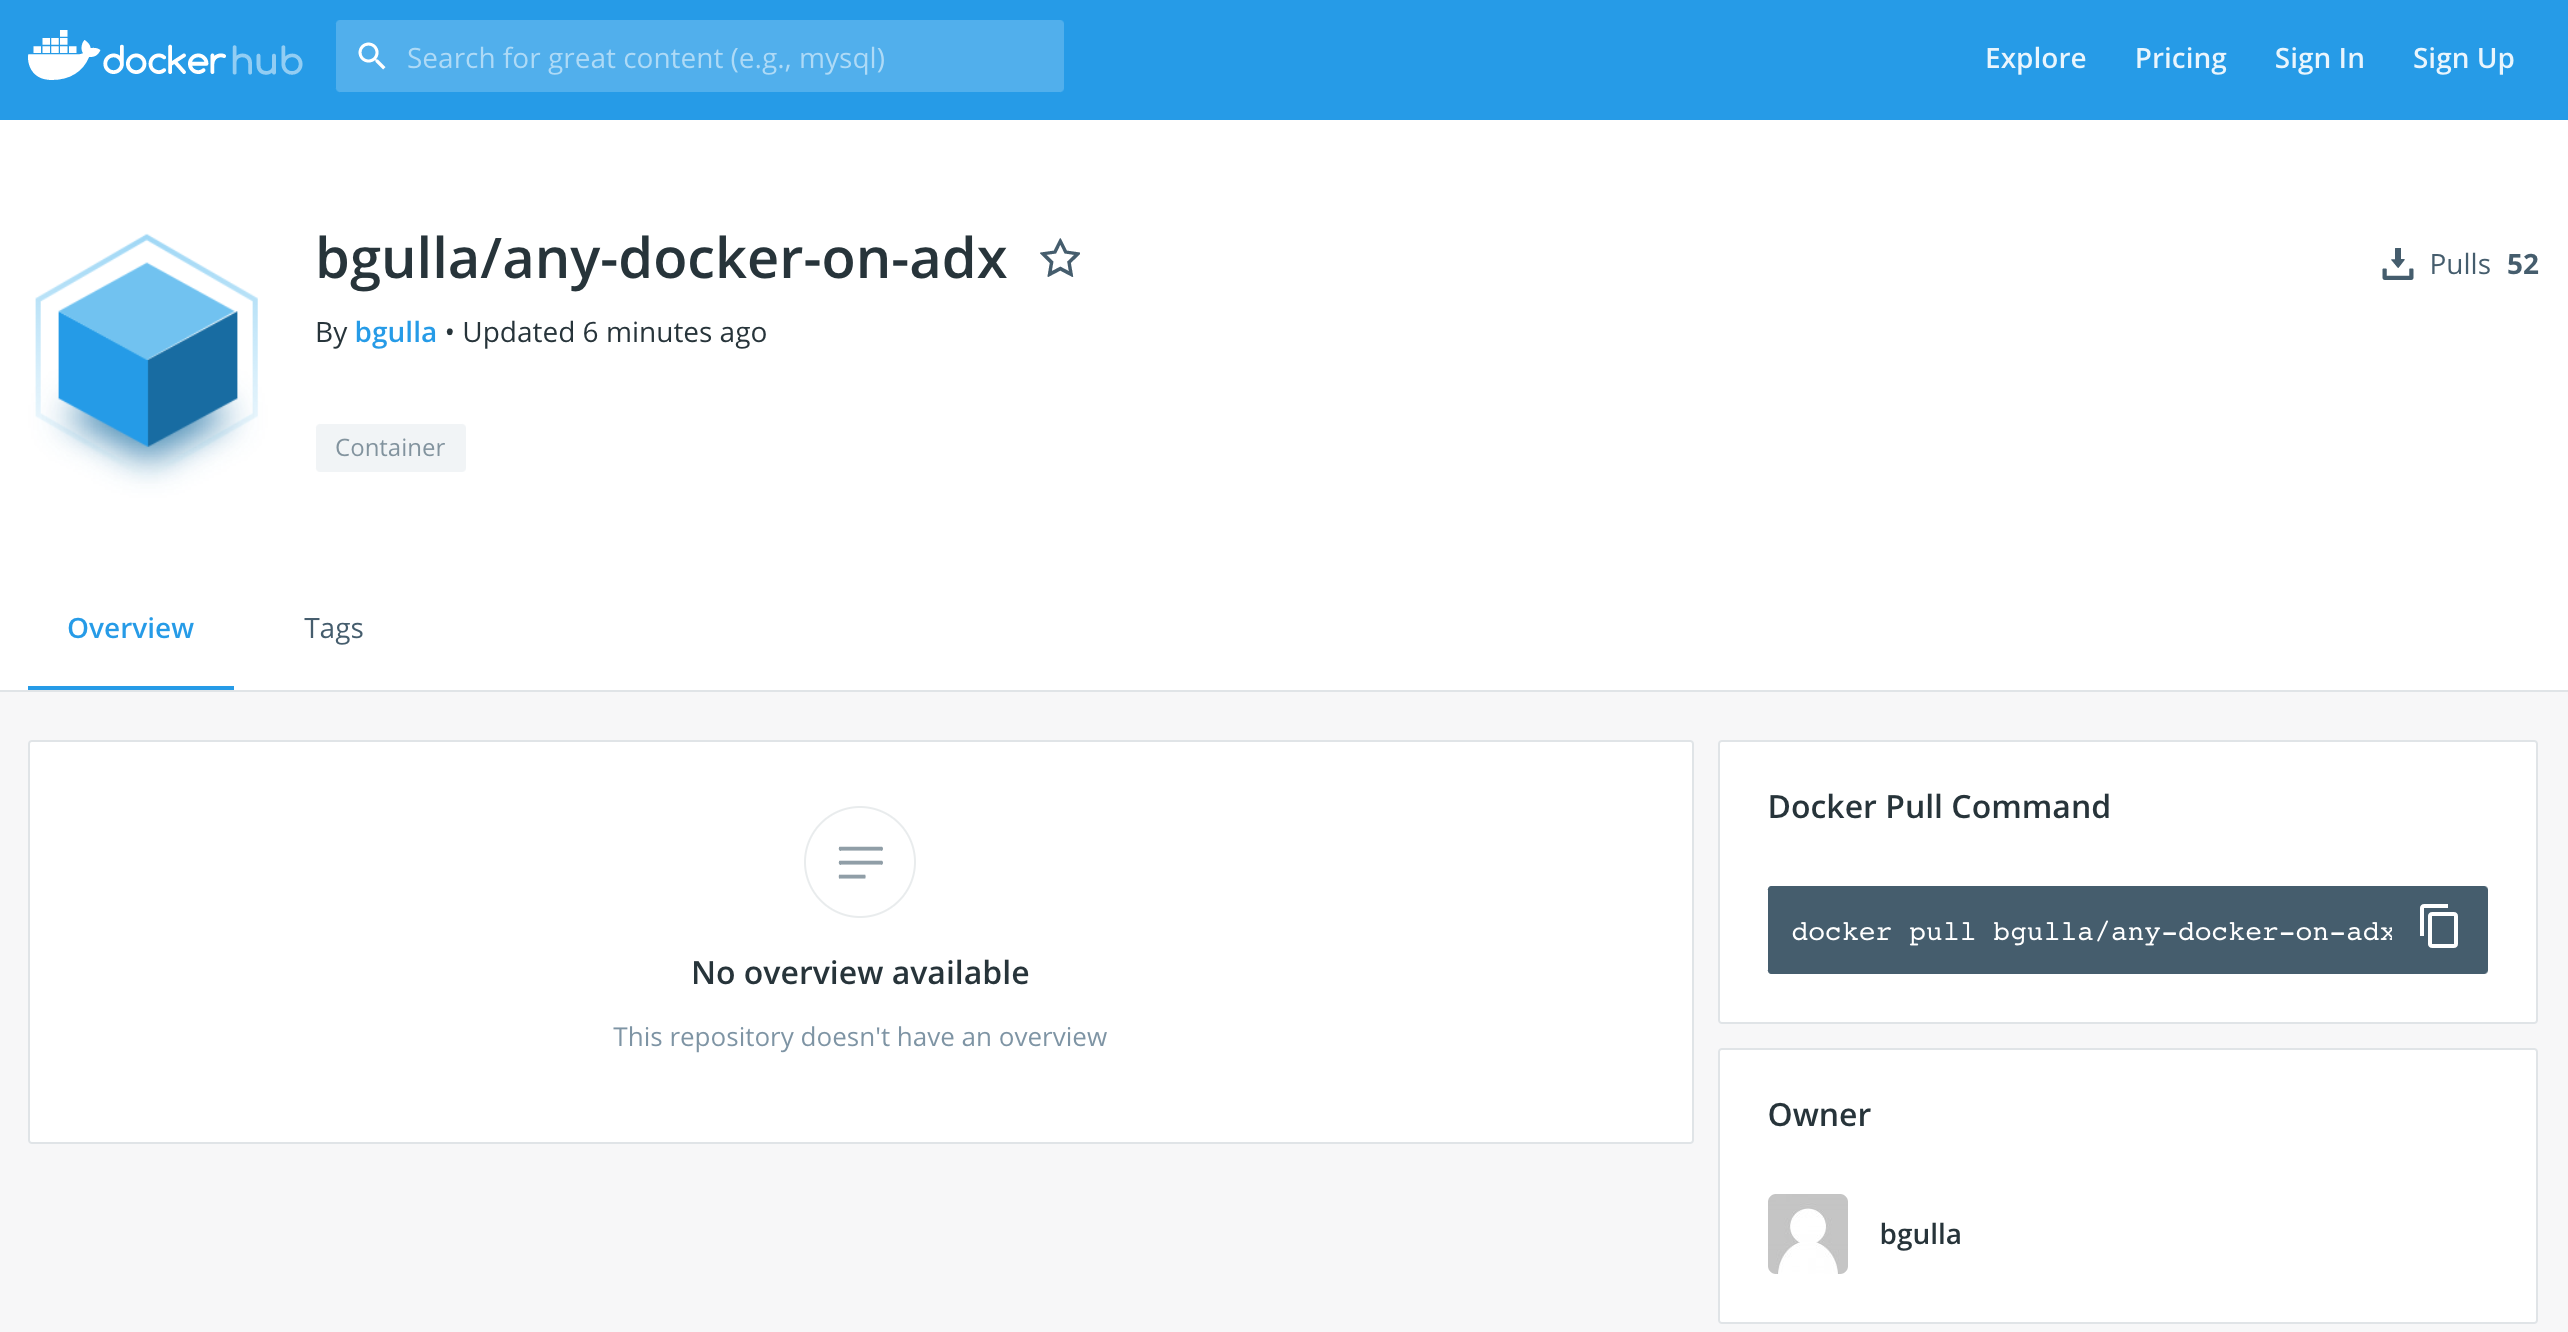 docker hub
Search for great content (e.g., mysql)
Explore Pricing Sign In Sign Up
bgulla/any-docker-on-adx
Pulls 52
By bgulla • Updated 6 minutes ago
Container
Overview Tags
No overview available
This repository doesn't have an overview
Docker Pull Command
docker pull bgulla/any-docker-on-adx
Owner
bgulla